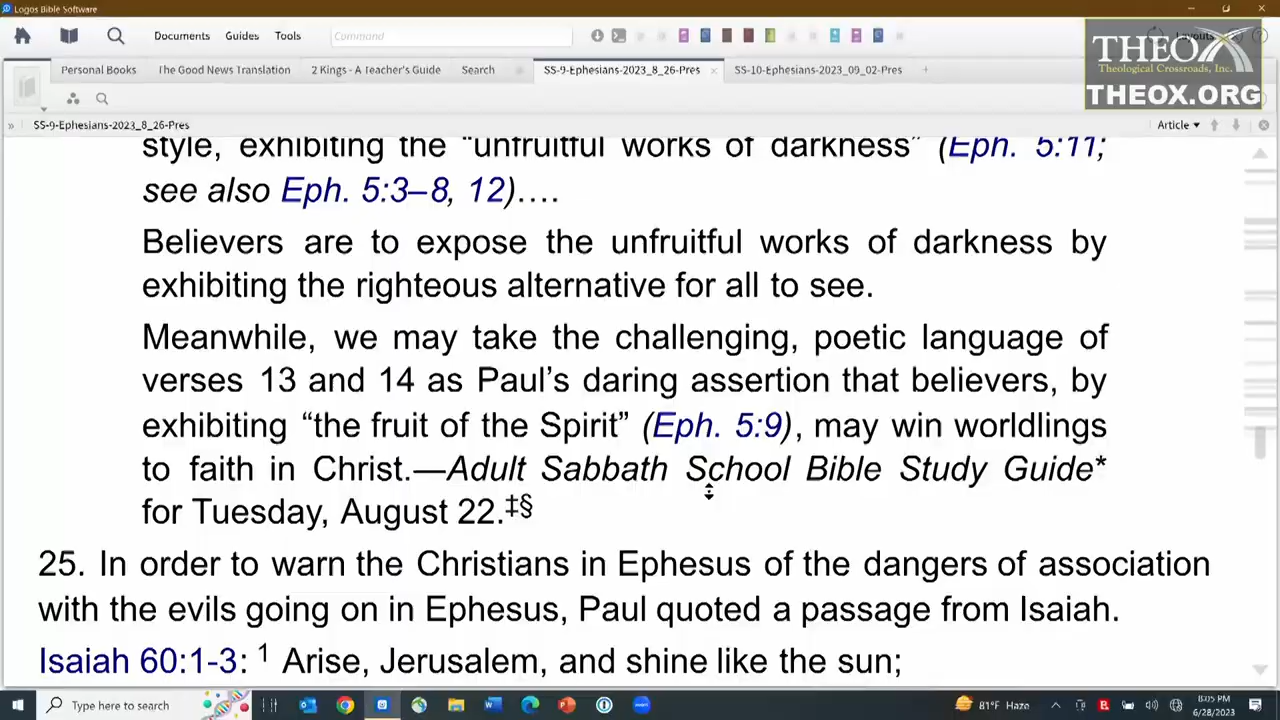 Logos Bible Software
Documents Guides Tools Command Layouts
THEOX
Theological Crossroads, Inc.
THEOX.ORG
Personal Books The Good News Translation 2 Kings - A Teacher's Gui SS-9-Ephesians-2023_8_26-Pres × SS-10-Ephesians-2023_09_02-Pres +
» SS-9-Ephesians-2023_8_26-Pres Article
style, exhibiting the “unfruitful works of darkness” (Eph. 5:11;
see also Eph. 5:3–8, 12)….
Believers are to expose the unfruitful works of darkness by
exhibiting the righteous alternative for all to see.
Meanwhile, we may take the challenging, poetic language of
verses 13 and 14 as Paul’s daring assertion that believers, by
exhibiting “the fruit of the Spirit” (Eph. 5:9), may win worldlings
to faith in Christ.—Adult Sabbath School Bible Study Guide*
for Tuesday, August 22.‡§
25. In order to warn the Christians in Ephesus of the dangers of association
with the evils going on in Ephesus, Paul quoted a passage from Isaiah.
Isaiah 60:1-3: 1 Arise, Jerusalem, and shine like the sun;
Type here to search
81°F Haze
8:05 PM
6/28/2023